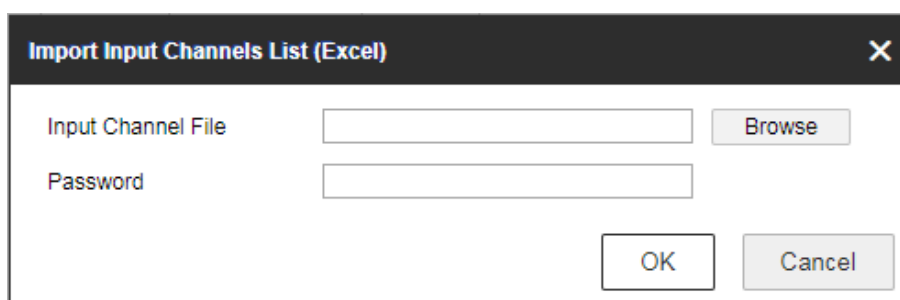 Import Input Channels List (Excel)
Input Channel File Browse
Password
OK Cancel